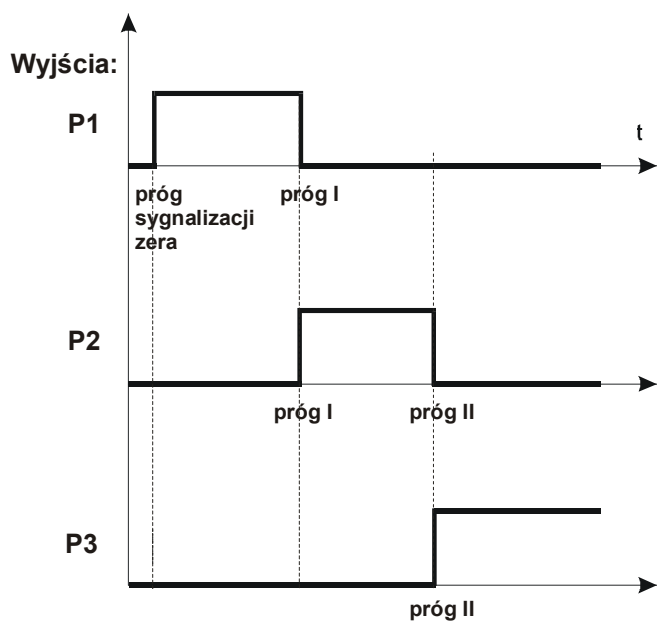 Wyjścia:
P1
t
próg
sygnalizacji
zera
próg I
P2
próg I
próg II
P3
próg II